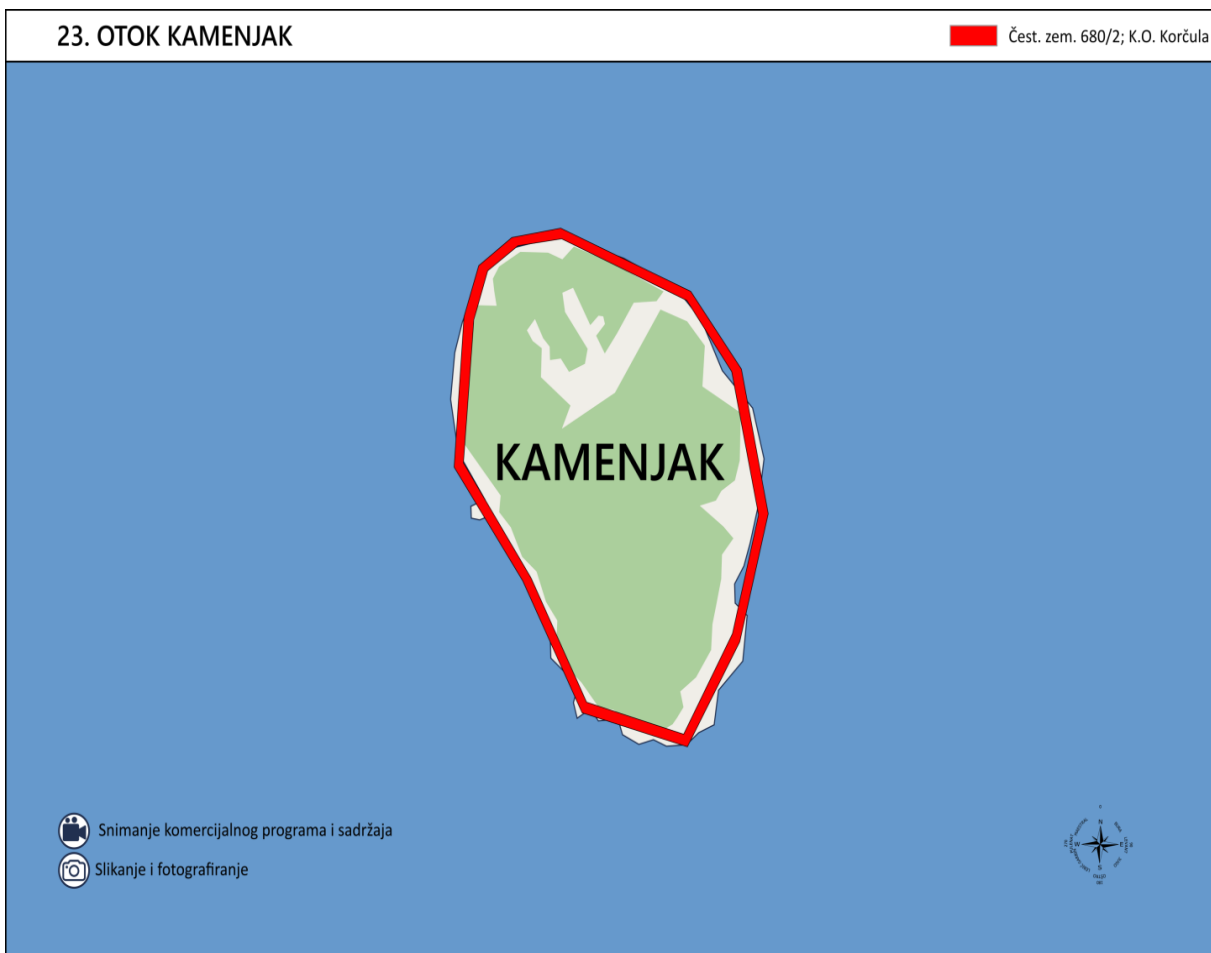 23. OTOK KAMENJAK
Čest. zem. 680/2; K.O. Korčula
KAMENJAK
Snimanje komercijalnog programa i sadržaja
Slikanje i fotografiranje
N
W
E
S